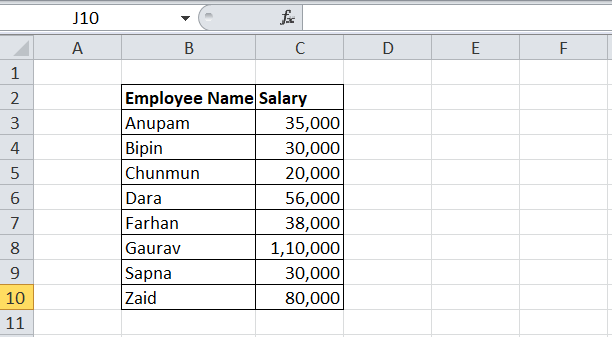 J10 fx
A B C D E F
1
2 Employee Name Salary
3 Anupam 35,000
4 Bipin 30,000
5 Chunmun 20,000
6 Dara 56,000
7 Farhan 38,000
8 Gaurav 1,10,000
9 Sapna 30,000
10 Zaid 80,000
11